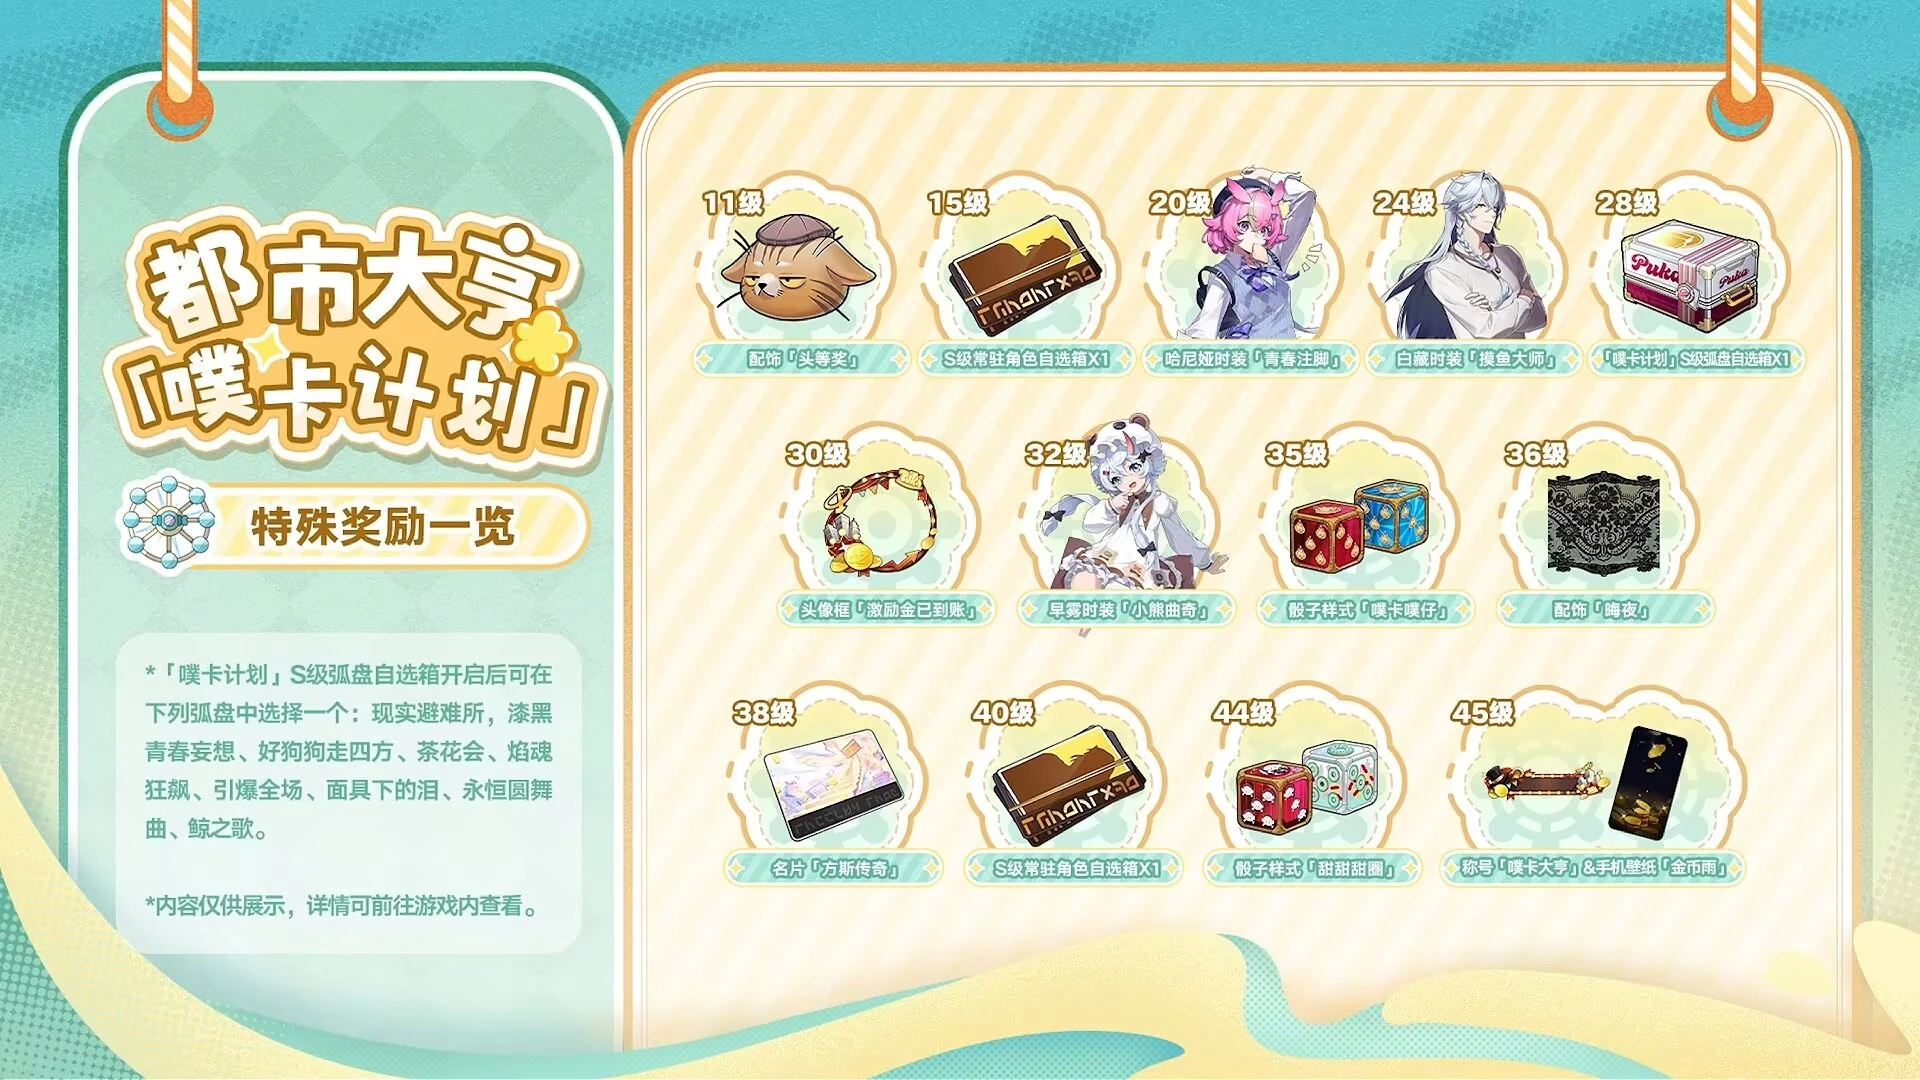 都市大亨
「噗卡计划」
特殊奖励一览
*「噗卡计划」S级弧盘自选箱开启后可在
下列弧盘中选择一个：现实避难所，漆黑
青春妄想、好狗狗走四方、茶花会、焰魂
狂飙、引爆全场、面具下的泪、永恒圆舞
曲、鲸之歌。
*内容仅供展示，详情可前往游戏内查看。
11级
配饰「头等奖」
15级
S级常驻角色自选箱X1
20级
哈尼娅时装「青春注脚」
24级
白藏时装「摸鱼大师」
28级
Puka
Puka
「噗卡计划」S级弧盘自选箱X1
30级
头像框「激励金已到账」
32级
早雾时装「小熊曲奇」
35级
骰子样式「噗卡噗仔」
36级
配饰「晦夜」
38级
名片「方斯传奇」
40级
S级常驻角色自选箱X1
44级
骰子样式「甜甜甜圈」
45级
称号「噗卡大亨」&手机壁纸「金币雨」